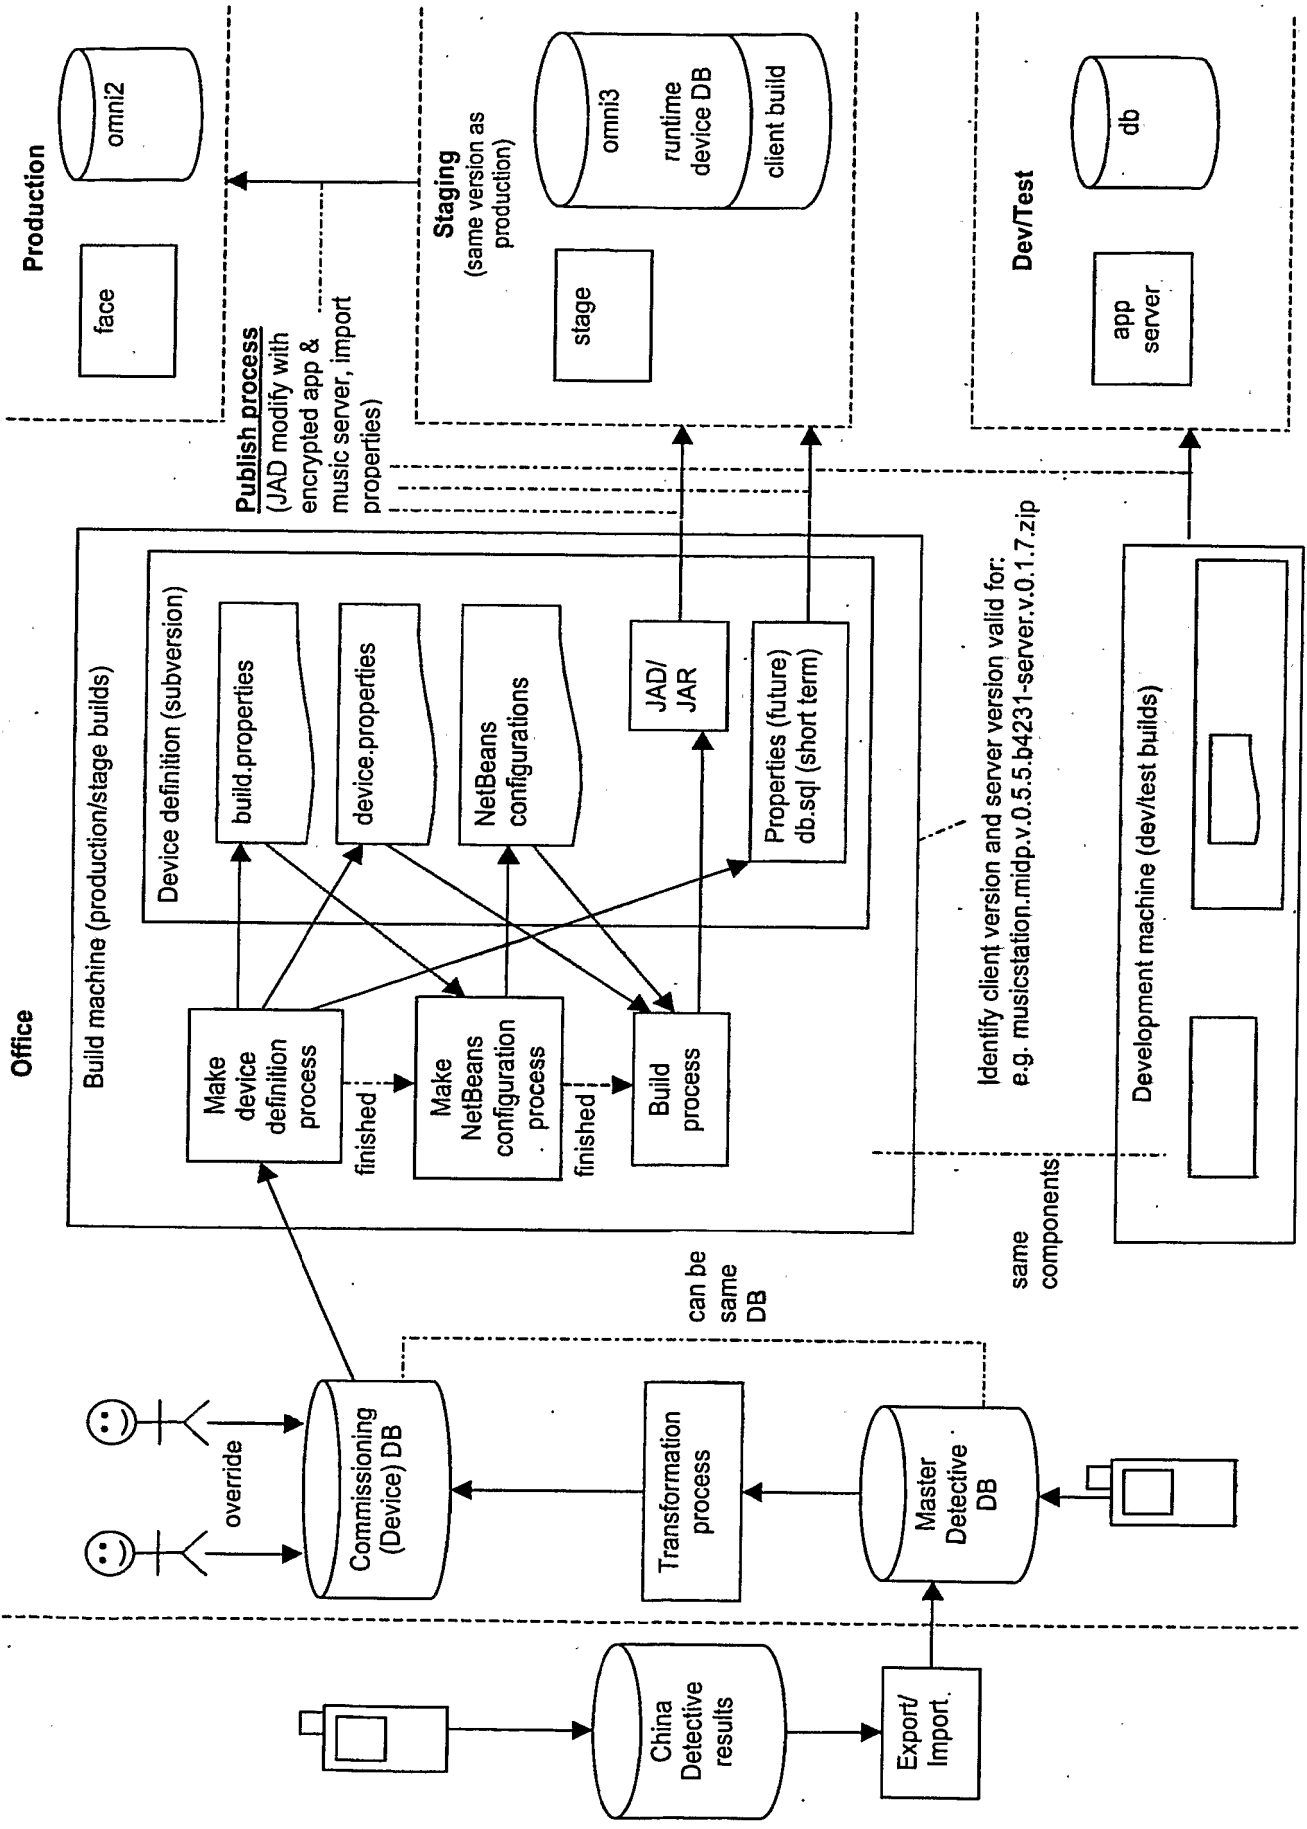 Office
Production
face
omni2
Publish process
(JAD modify with
encrypted app &
music server, import
properties)
Staging
(same version as
production)
stage
omni3
runtime
device DB
client build
Dev/Test
app
server
db
Build machine (production/stage builds)
Device definition (subversion)
build.properties
device.properties
NetBeans
configurations
JAD/
JAR
Properties (future)
db.sql (short term)
Make
device
definition
process
finished
Make
NetBeans
configuration
process
finished
Build
process
Identify client version and server version valid for:
e.g. musicstation.midp.v.0.5.5.b4231-server.v.0.1.7.zip
same
components
Development machine (dev/test builds)
override
Commissioning
(Device) DB
can be
same
DB
Transformation
process
Master
Detective
DB
China
Detective
results
Export/
Import.